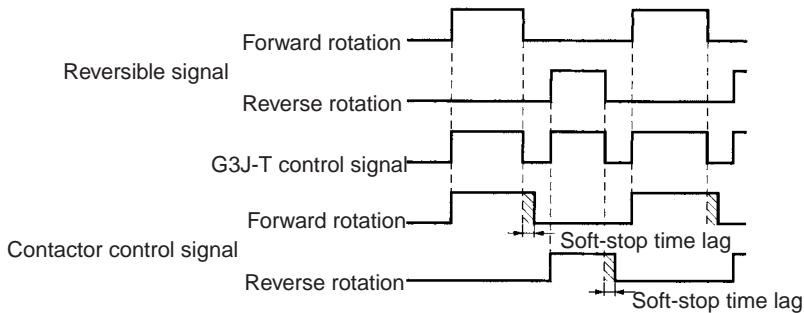 Forward rotation
Reversible signal
Reverse rotation
G3J-T control signal
Forward rotation
Soft-stop time lag
Contactor control signal
Reverse rotation
Soft-stop time lag